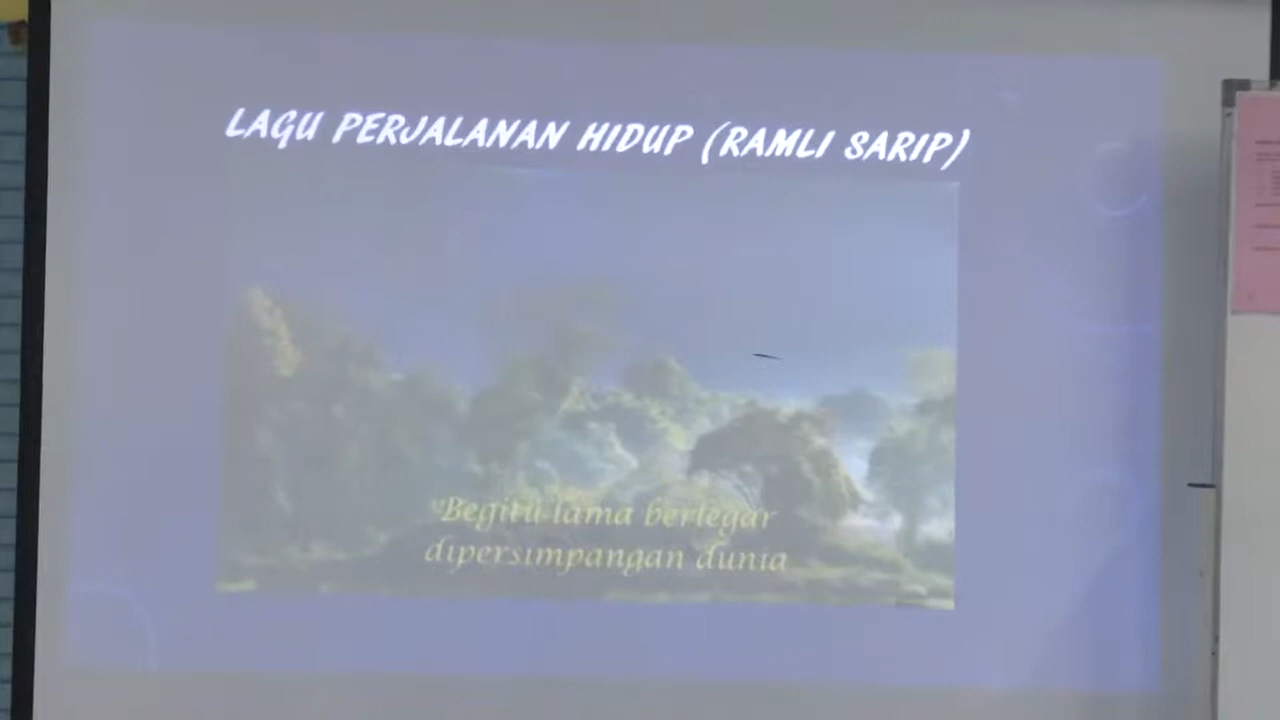 LAGU PERJALANAN HIDUP (RAMLI SARIP)
"Begitu lama berlegar
dipersimpangan dunia